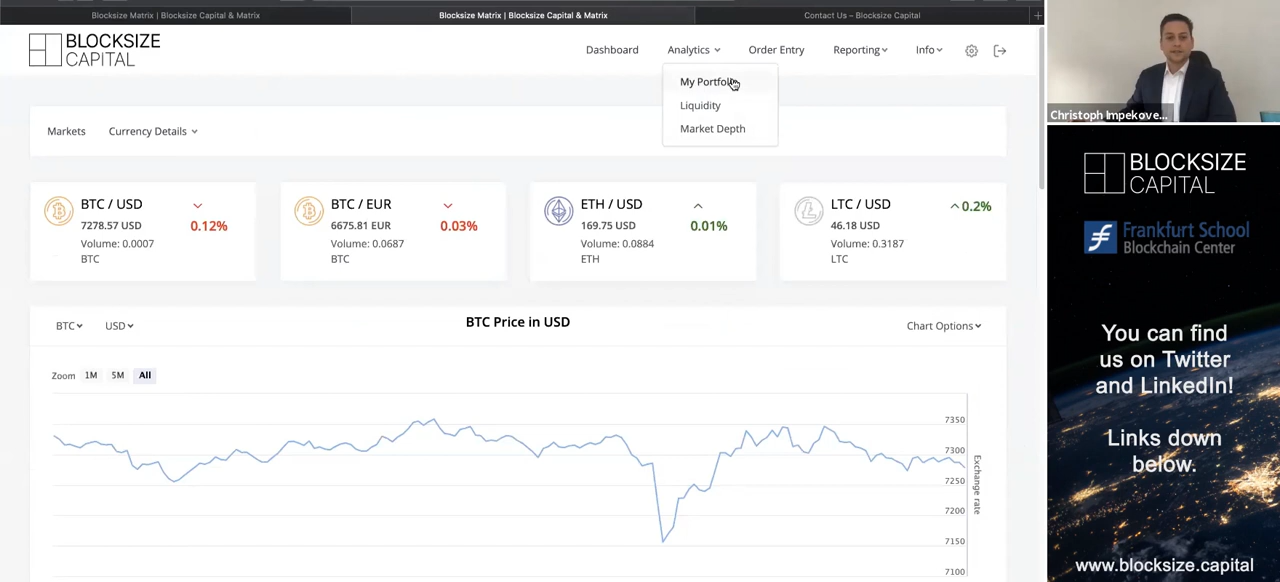 Blocksize Matrix | Blocksize Capital & Matrix
Blocksize Matrix | Blocksize Capital & Matrix
Contact Us – Blocksize Capital
BLOCKSIZE
CAPITAL
Dashboard
Analytics
Order Entry
Reporting
Info
My Portfolio
Liquidity
Market Depth
Markets
Currency Details
BTC / USD
7278.57 USD
0.12%
Volume: 0.0007
BTC
BTC / EUR
6675.81 EUR
0.03%
Volume: 0.0687
BTC
ETH / USD
169.75 USD
0.01%
Volume: 0.0884
ETH
LTC / USD
0.2%
46.18 USD
Volume: 0.3187
LTC
BTC
USD
BTC Price in USD
Chart Options
Zoom 1M 5M All
7350
7300
7250
7200
7150
7100
Exchange rate
Christoph Impekove...
BLOCKSIZE
CAPITAL
Frankfurt School
Blockchain Center
You can find
us on Twitter
and LinkedIn!
Links down
below.
www.blocksize.capital